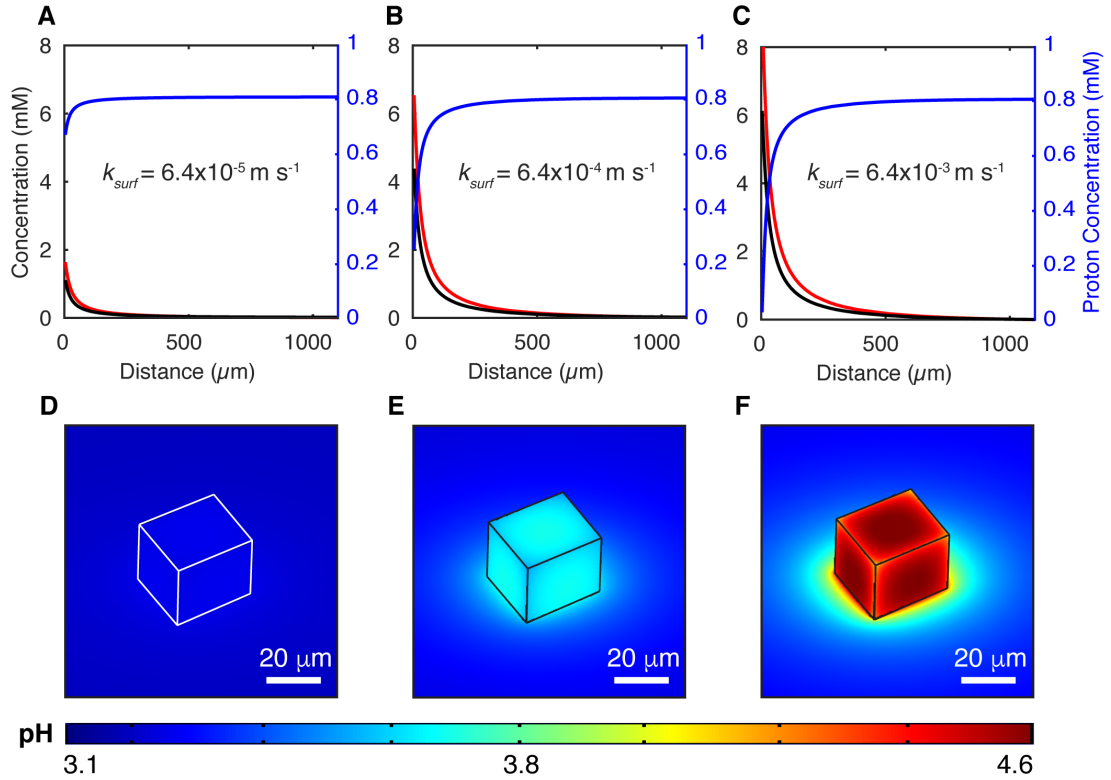 A
B
C
8
6
4
2
0
1
0.8
0.6
0.4
0.2
0
8
6
4
2
0
1
0.8
0.6
0.4
0.2
0
8
6
4
2
0
1
0.8
0.6
0.4
0.2
0
Concentration (mM)
Proton Concentration (mM)
k_surf = 6.4x10⁻⁵ m s⁻¹
k_surf = 6.4x10⁻⁴ m s⁻¹
k_surf = 6.4x10⁻³ m s⁻¹
0 500 1000
0 500 1000
0 500 1000
Distance (µm)
Distance (µm)
Distance (µm)
D
E
F
20 µm
20 µm
20 µm
pH
3.1 3.8 4.6